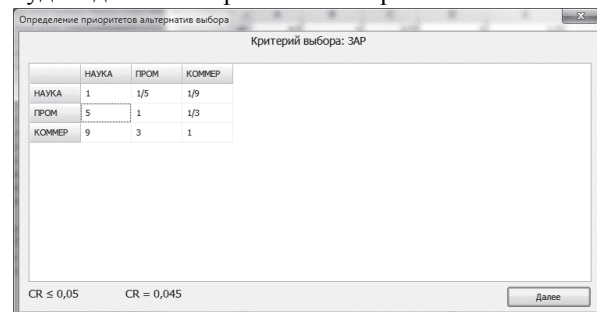 Определение приоритетов альтернатив выбора
Критерий выбора: ЗАР
НАУКА ПРОМ КОММЕР
НАУКА 1 1/5 1/9
ПРОМ 5 1 1/3
КОММЕР 9 3 1
CR ≤ 0,05 CR = 0,045 Далее